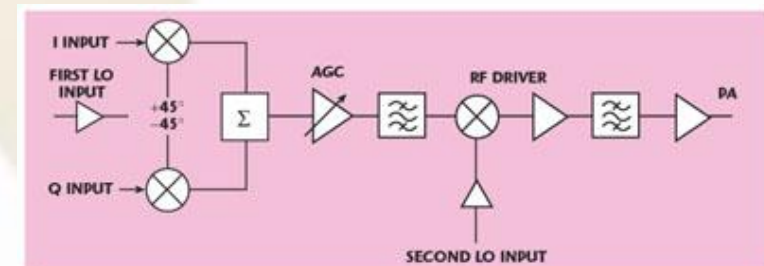 I INPUT
FIRST LO
INPUT
+45°
−45°
Q INPUT
Σ
AGC
RF DRIVER
PA
SECOND LO INPUT